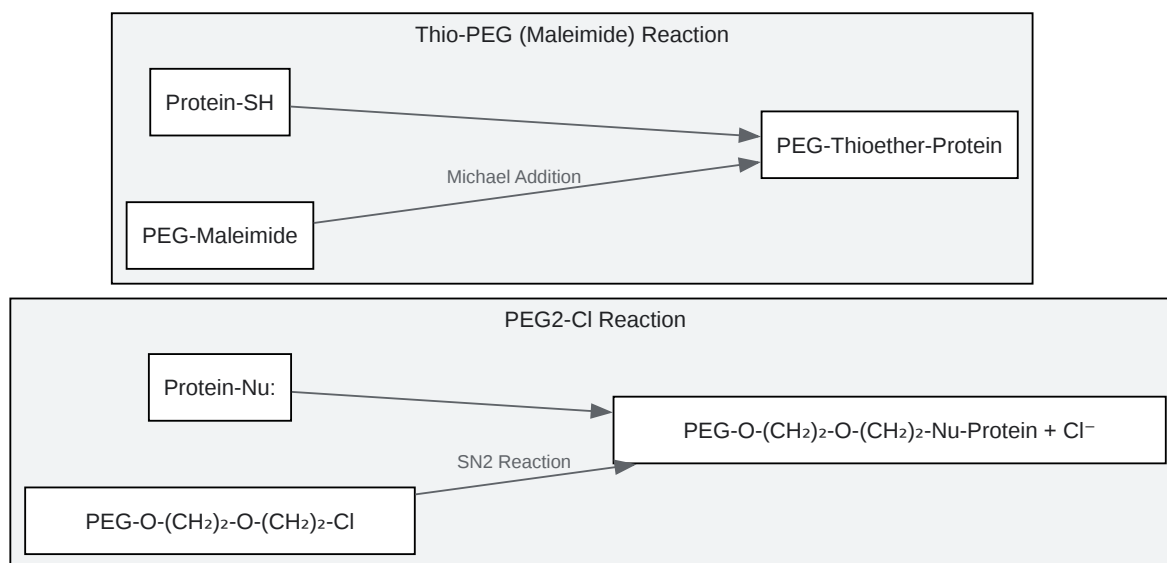 Thio-PEG (Maleimide) Reaction
Protein-SH
PEG-Thioether-Protein
Michael Addition
PEG-Maleimide
PEG2-Cl Reaction
Protein-Nu:
PEG-O-(CH₂)₂-O-(CH₂)₂-Nu-Protein + Cl⁻
SN2 Reaction
PEG-O-(CH₂)₂-O-(CH₂)₂-Cl